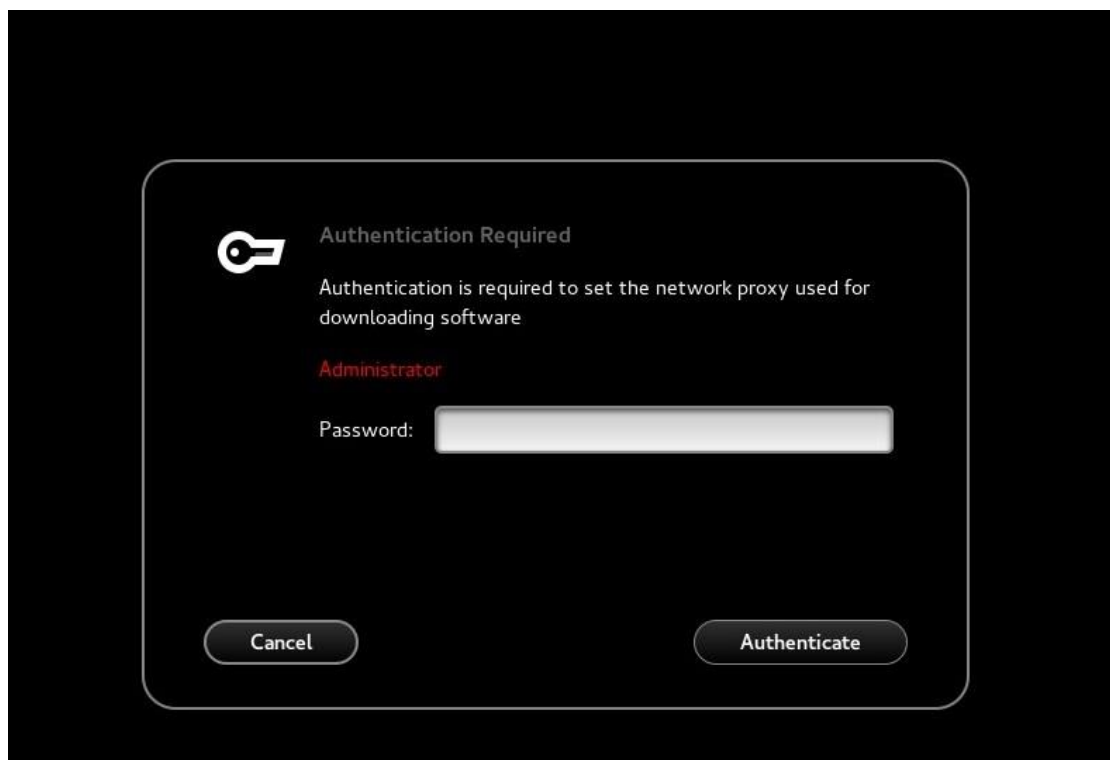 Authentication Required
Authentication is required to set the network proxy used for
downloading software
Administrator
Password:
Cancel
Authenticate